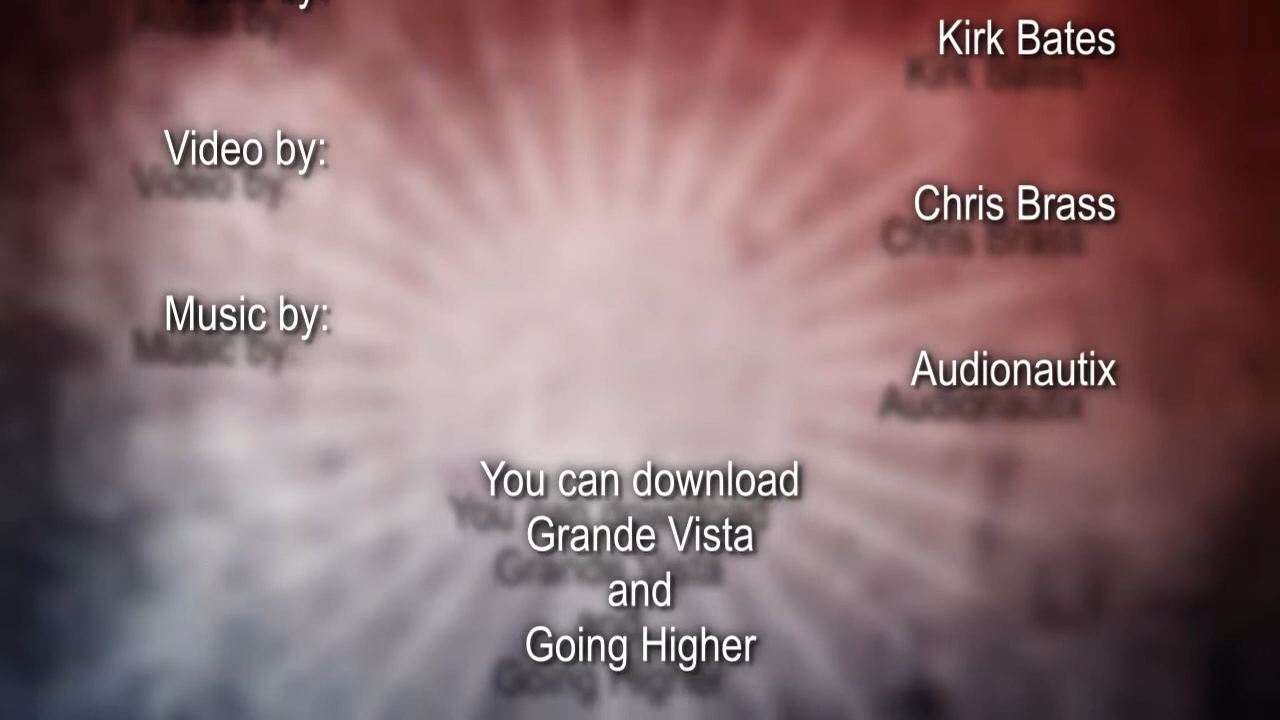 Kirk Bates
Video by:
Chris Brass
Music by:
Audionautix
You can download
Grande Vista
and
Going Higher